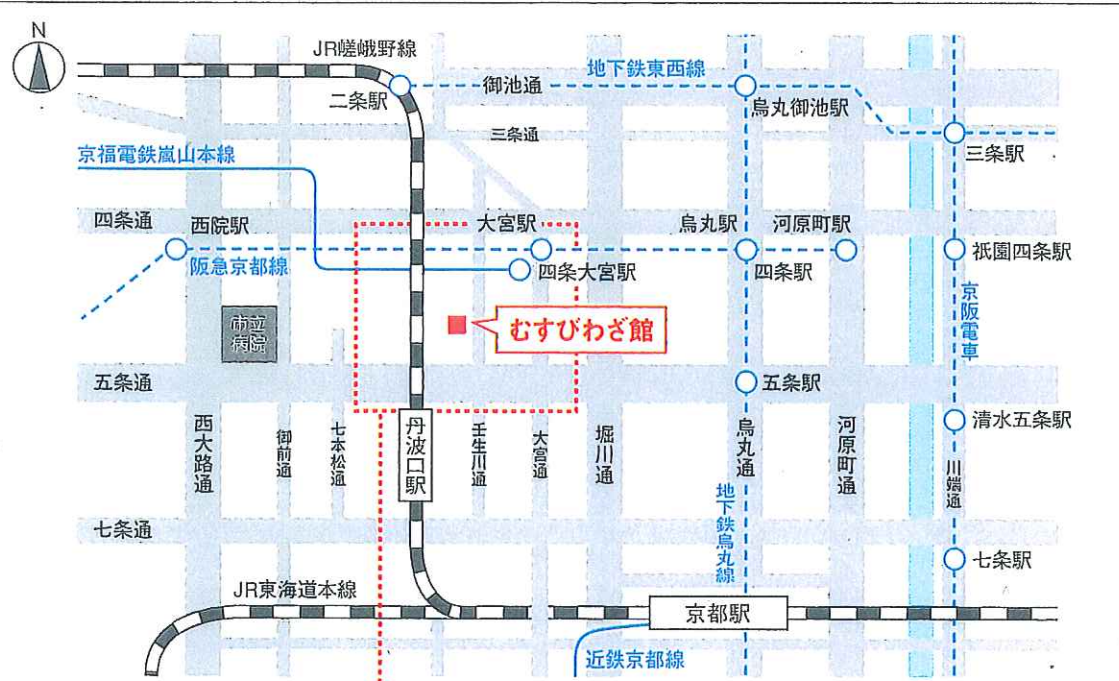 N
JR嵯峨野線
二条駅
御池通
地下鉄東西線
烏丸御池駅
三条通
三条駅
京福電鉄嵐山本線
四条通
西院駅
大宮駅
烏丸駅
河原町駅
阪急京都線
四条大宮駅
四条駅
祇園四条駅
市立
病院
むすびわざ館
京阪電車
五条通
五条駅
西大路通
御前通
七本松通
丹波口駅
壬生川通
大宮通
堀川通
烏丸通
河原町通
清水五条駅
川端通
七条通
地下鉄烏丸線
七条駅
JR東海道本線
京都駅
近鉄京都線